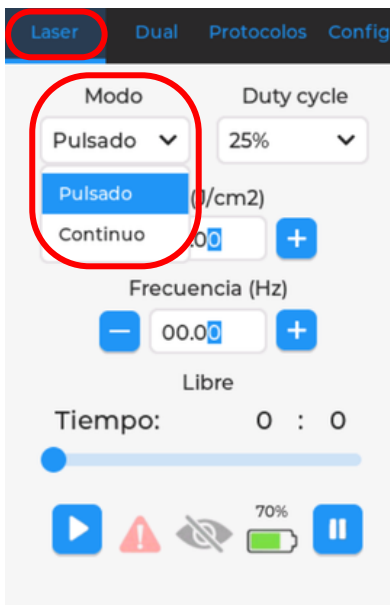 Laser Dual Protocolos Config
Modo Duty cycle
Pulsado 25%
Pulsado (J/cm2)
Continuo .00
Frecuencia (Hz)
00.00
Libre
Tiempo: 0 : 0
70%